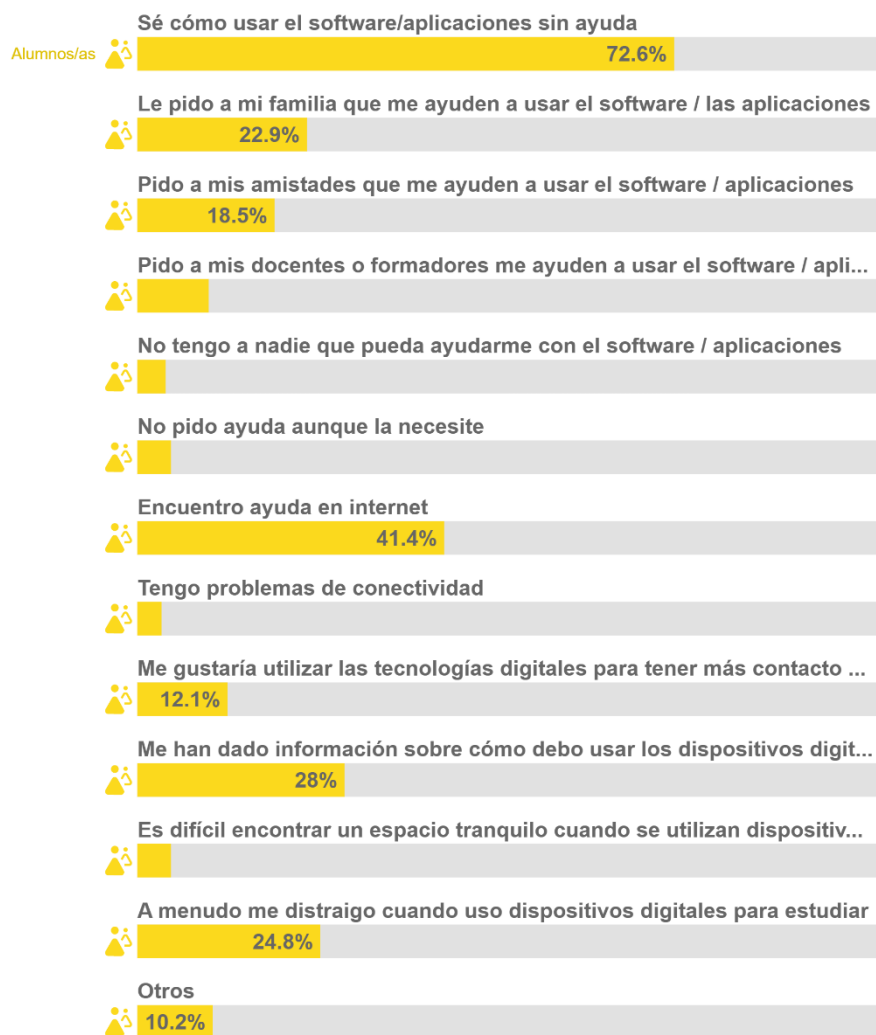 Sé cómo usar el software/aplicaciones sin ayuda
Alumnos/as
72.6%
Le pido a mi familia que me ayuden a usar el software / las aplicaciones
22.9%
Pido a mis amistades que me ayuden a usar el software / aplicaciones
18.5%
Pido a mis docentes o formadores me ayuden a usar el software / apli...
No tengo a nadie que pueda ayudarme con el software / aplicaciones
No pido ayuda aunque la necesite
Encuentro ayuda en internet
41.4%
Tengo problemas de conectividad
Me gustaría utilizar las tecnologías digitales para tener más contacto ...
12.1%
Me han dado información sobre cómo debo usar los dispositivos digit...
28%
Es difícil encontrar un espacio tranquilo cuando se utilizan dispositiv...
A menudo me distraigo cuando uso dispositivos digitales para estudiar
24.8%
Otros
10.2%